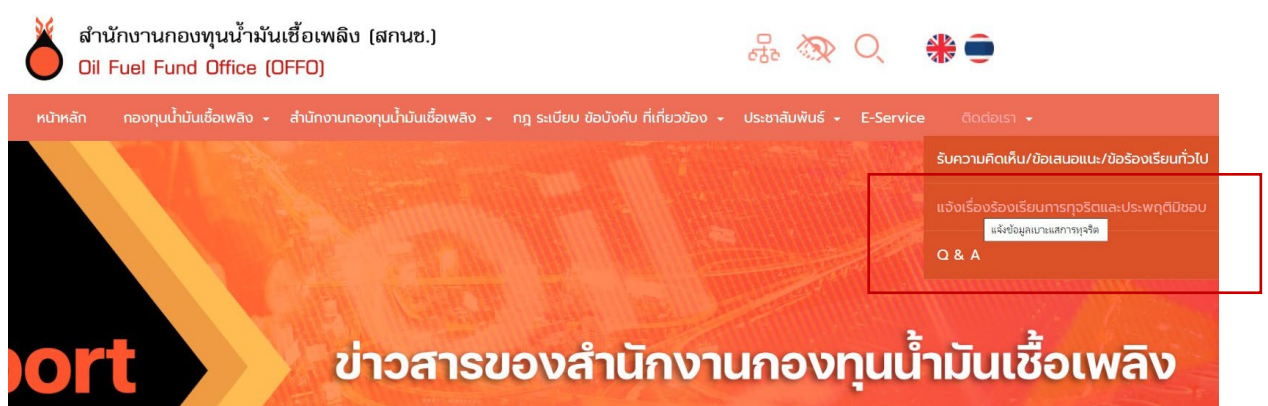 สำนักงานกองทุนน้ำมันเชื้อเพลิง (สกนช.)
Oil Fuel Fund Office (OFFO)
หน้าหลัก กองทุนน้ำมันเชื้อเพลิง สำนักงานกองทุนน้ำมันเชื้อเพลิง กฎ ระเบียบ ข้อบังคับ ที่เกี่ยวข้อง ประชาสัมพันธ์ E-Service ติดต่อเรา
รับความคิดเห็น/ข้อเสนอแนะ/ข้อร้องเรียนทั่วไป
แจ้งเรื่องร้องเรียนการทุจริตและประพฤติมิชอบ
แจ้งข้อมูลเบาะแสการทุจริต
Q & A
Oil
port
ข่าวสารของสำนักงานกองทุนน้ำมันเชื้อเพลิง